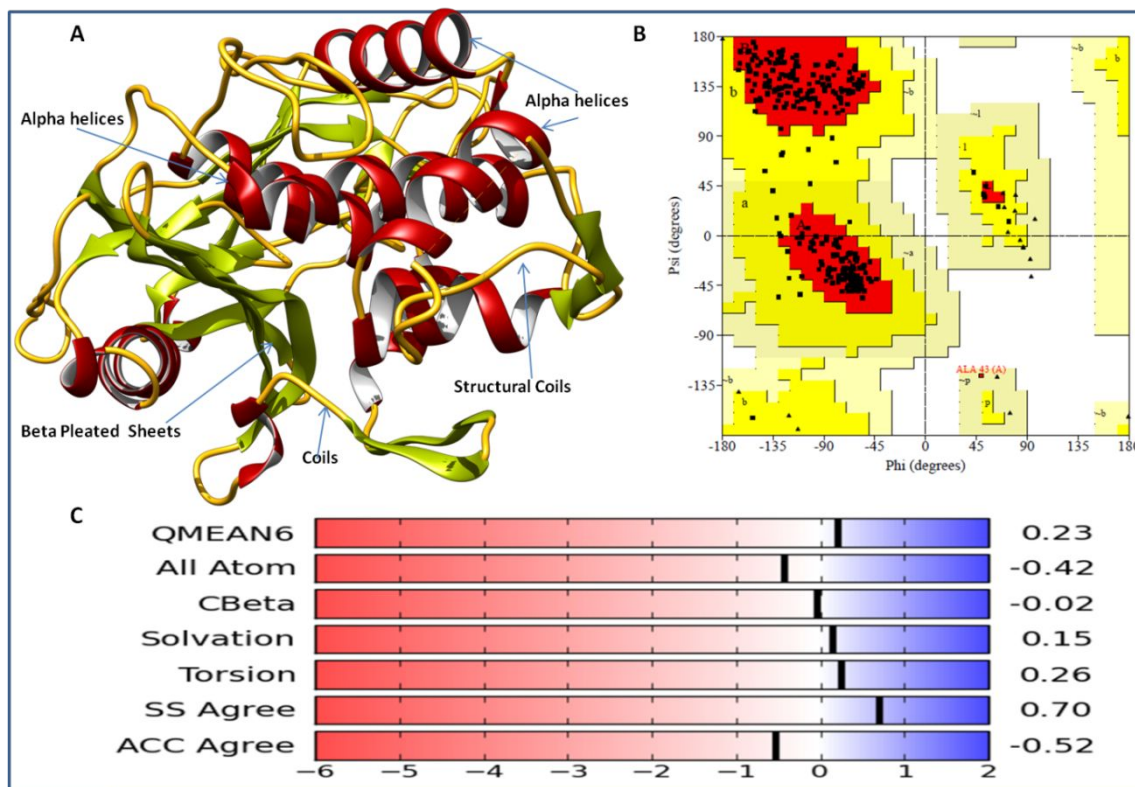 A
Alpha helices
Alpha helices
Beta Pleated Sheets
Coils
Structural Coils
B
Psi (degrees)
180
135
90
45
0
-45
-90
-135
b
~b
b
~b
a
~a
l
~l
ALA 43 (A)
~p
p
~b
~b
-180
-135
-90
-45
0
45
90
135
180
Phi (degrees)
C
QMEAN6 0.23
All Atom -0.42
CBeta -0.02
Solvation 0.15
Torsion 0.26
SS Agree 0.70
ACC Agree -0.52
−6 −5 −4 −3 −2 −1 0 1 2